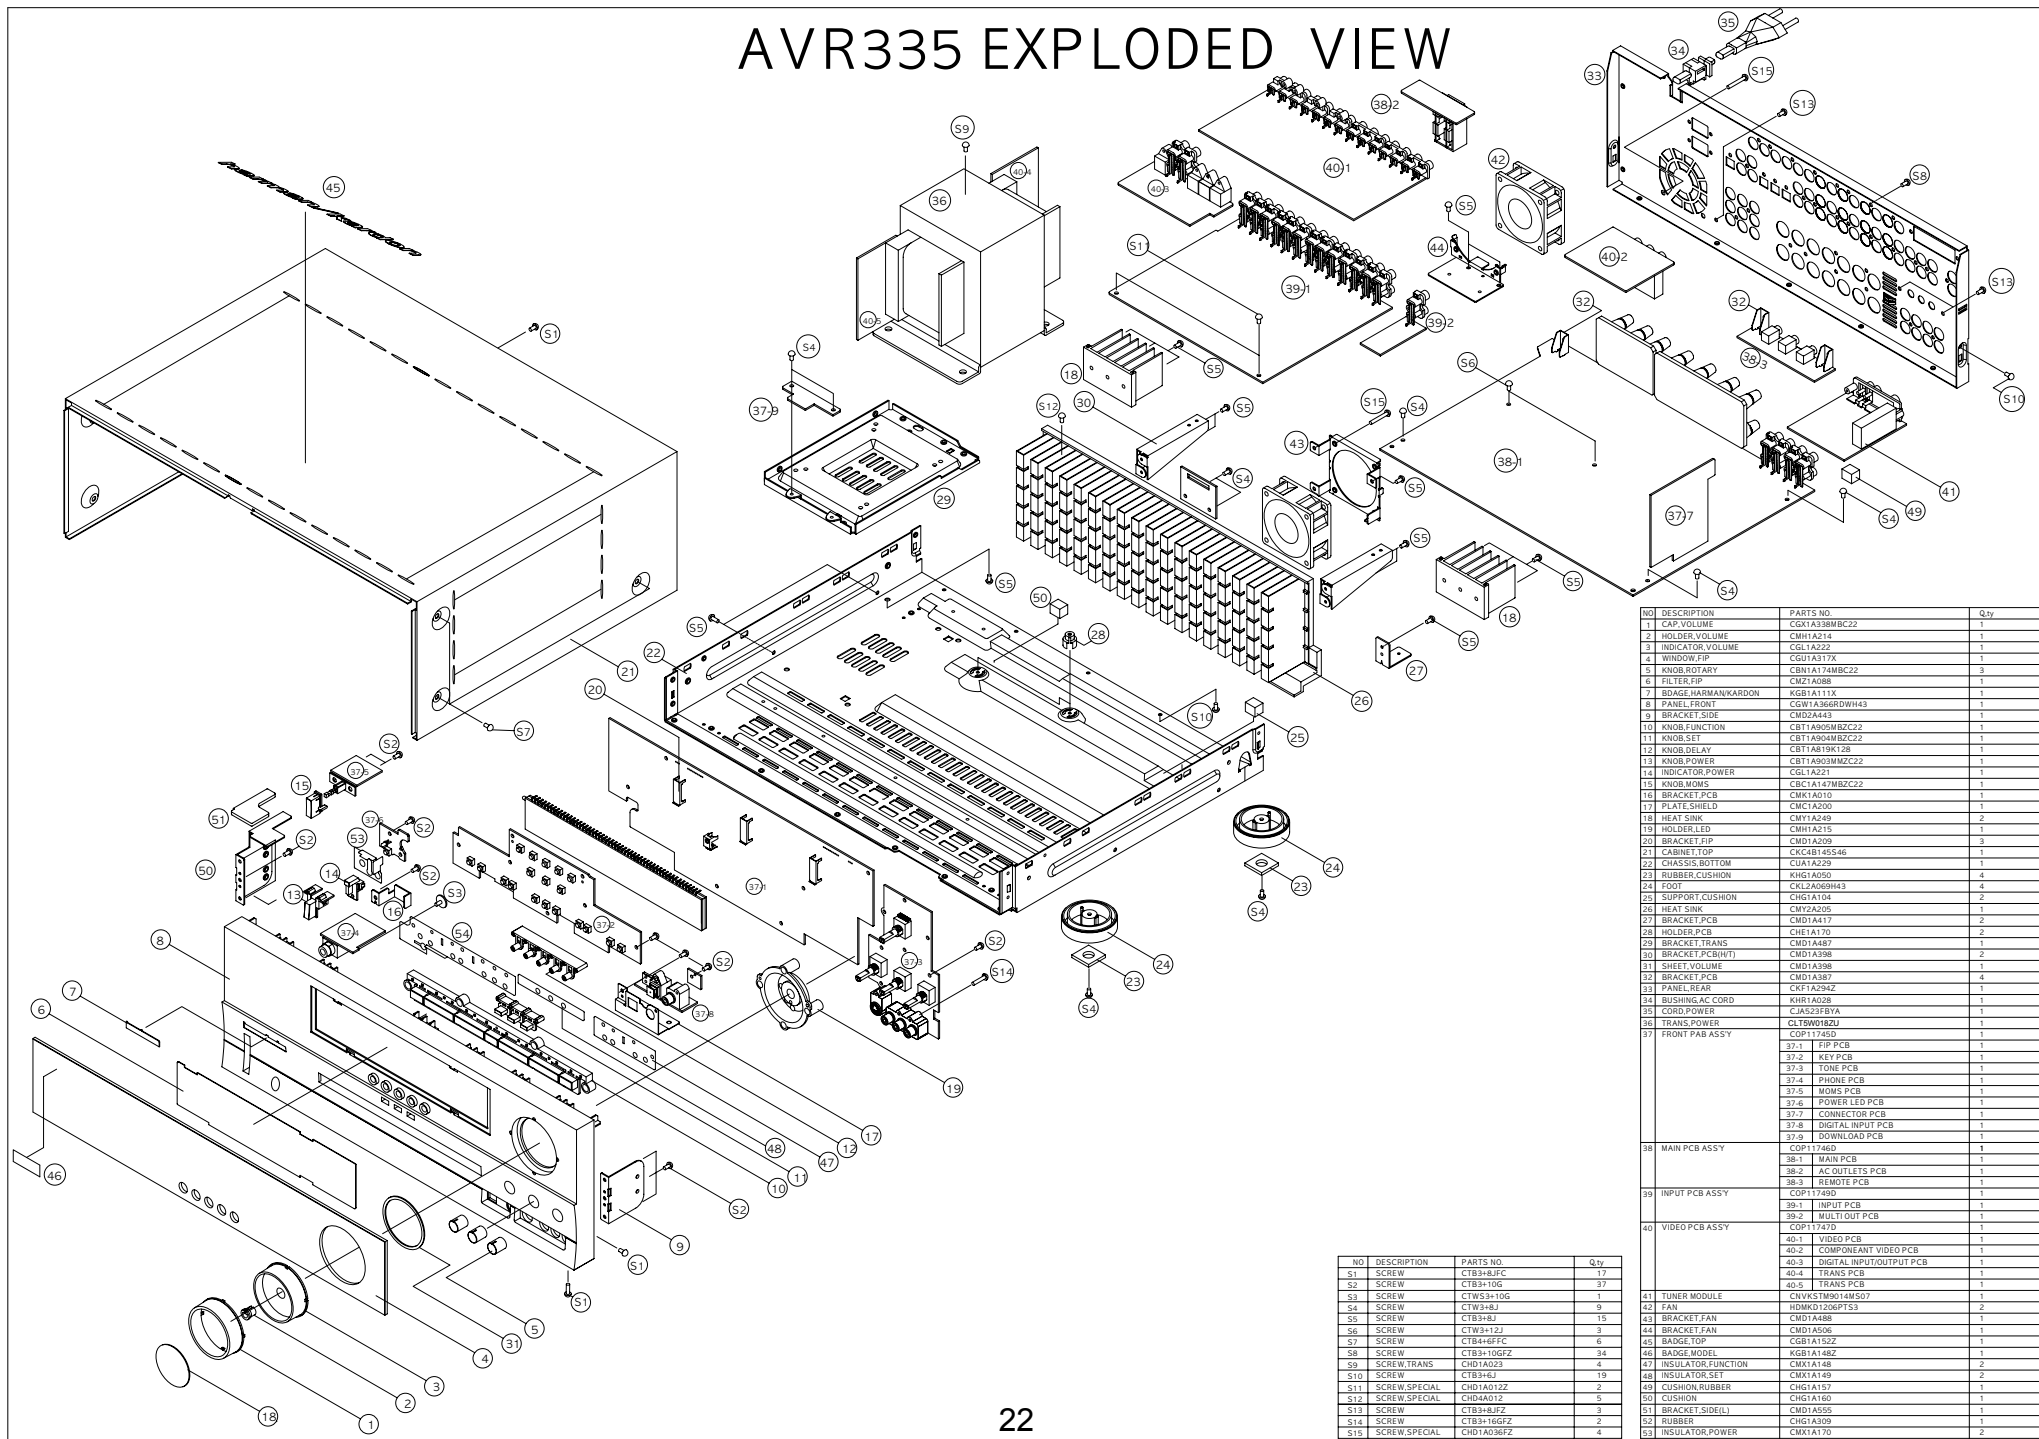 AVR335 EXPLODED VIEW
harman/kardon
NO DESCRIPTION PARTS NO. Q,ty
1 CAP,VOLUME CGX1A338MBC22 1
2 HOLDER,VOLUME CMH1A214 1
3 INDICATOR,VOLUME CGL1A222 1
4 WINDOW,FIP CGU1A317X 1
5 KNOB,ROTARY CBN1A174MBC22 3
6 FILTER,FIP CMZ1A088 1
7 BDAGE,HARMAN/KARDON KGB1A111X 1
8 PANEL,FRONT CGW1A366RDWH43 1
9 BRACKET,SIDE CMD2A443 1
10 KNOB,FUNCTION CBT1A905MBZC22 1
11 KNOB,SET CBT1A904MBZC22 1
12 KNOB,DELAY CBT1A819K128 1
13 KNOB,POWER CBT1A903MMZC22 1
14 INDICATOR,POWER CGL1A221 1
15 KNOB,MOMS CBC1A147MBZC22 1
16 BRACKET,PCB CMK1A010 1
17 PLATE,SHIELD CMC1A200 1
18 HEAT SINK CMY1A249 2
19 HOLDER,LED CMH1A215 1
20 BRACKET,FIP CMD1A209 3
21 CABINET,TOP CKC4B145S46 1
22 CHASSIS,BOTTOM CUA1A229 1
23 RUBBER,CUSHION KHG1A050 4
24 FOOT CKL2A069H43 4
25 SUPPORT,CUSHION CHG1A104 2
26 HEAT SINK CMY2A205 1
27 BRACKET,PCB CMD1A417 2
28 HOLDER,PCB CHE1A170 2
29 BRACKET,TRANS CMD1A487 1
30 BRACKET,PCB(H/T) CMD1A398 2
31 SHEET,VOLUME CMD1A398 1
32 BRACKET,PCB CMD1A387 4
33 PANEL,REAR CKF1A294Z 1
34 BUSHING,AC CORD KHR1A028 1
35 CORD,POWER CJA523FBYA 1
36 TRANS,POWER CLT5W018ZU 1
37 FRONT PAB ASS'Y COP11745D 1
37-1 FIP PCB 1
37-2 KEY PCB 1
37-3 TONE PCB 1
37-4 PHONE PCB 1
37-5 MOMS PCB 1
37-6 POWER LED PCB 1
37-7 CONNECTOR PCB 1
37-8 DIGITAL INPUT PCB 1
37-9 DOWNLOAD PCB 1
38 MAIN PCB ASS'Y COP11746D 1
38-1 MAIN PCB 1
38-2 AC OUTLETS PCB 1
38-3 REMOTE PCB 1
39 INPUT PCB ASS'Y COP11749D 1
39-1 INPUT PCB 1
39-2 MULTI OUT PCB 1
40 VIDEO PCB ASS'Y COP11747D 1
40-1 VIDEO PCB 1
40-2 COMPONEANT VIDEO PCB 1
40-3 DIGITAL INPUT/OUTPUT PCB 1
40-4 TRANS PCB 1
40-5 TRANS PCB 1
41 TUNER MODULE CNVKSTM9014MS07 1
42 FAN HDMKD1206PTS3 2
43 BRACKET,FAN CMD1A488 1
44 BRACKET,FAN CMD1A506 1
45 BADGE,TOP CGB1A152Z 1
46 BADGE,MODEL KGB1A148Z 1
47 INSULATOR,FUNCTION CMX1A148 2
48 INSULATOR,SET CMX1A149 2
49 CUSHION,RUBBER CHG1A157 1
50 CUSHION CHG1A160 1
51 BRACKET,SIDE(L) CMD1A555 1
52 RUBBER CHG1A309 1
53 INSULATOR,POWER CMX1A170 2
NO DESCRIPTION PARTS NO. Q,ty
S1 SCREW CTB3+8JFC 17
S2 SCREW CTB3+10G 37
S3 SCREW CTWS3+10G 1
S4 SCREW CTW3+8J 9
S5 SCREW CTB3+8J 15
S6 SCREW CTW3+12J 3
S7 SCREW CTB4+6FFC 6
S8 SCREW CTB3+10GFZ 34
S9 SCREW,TRANS CHD1A023 4
S10 SCREW CTB3+6J 19
S11 SCREW,SPECIAL CHD1A012Z 2
S12 SCREW,SPECIAL CHD4A012 5
S13 SCREW CTB3+8JFZ 3
S14 SCREW CTB3+16GFZ 2
S15 SCREW,SPECIAL CHD1A036FZ 4
22